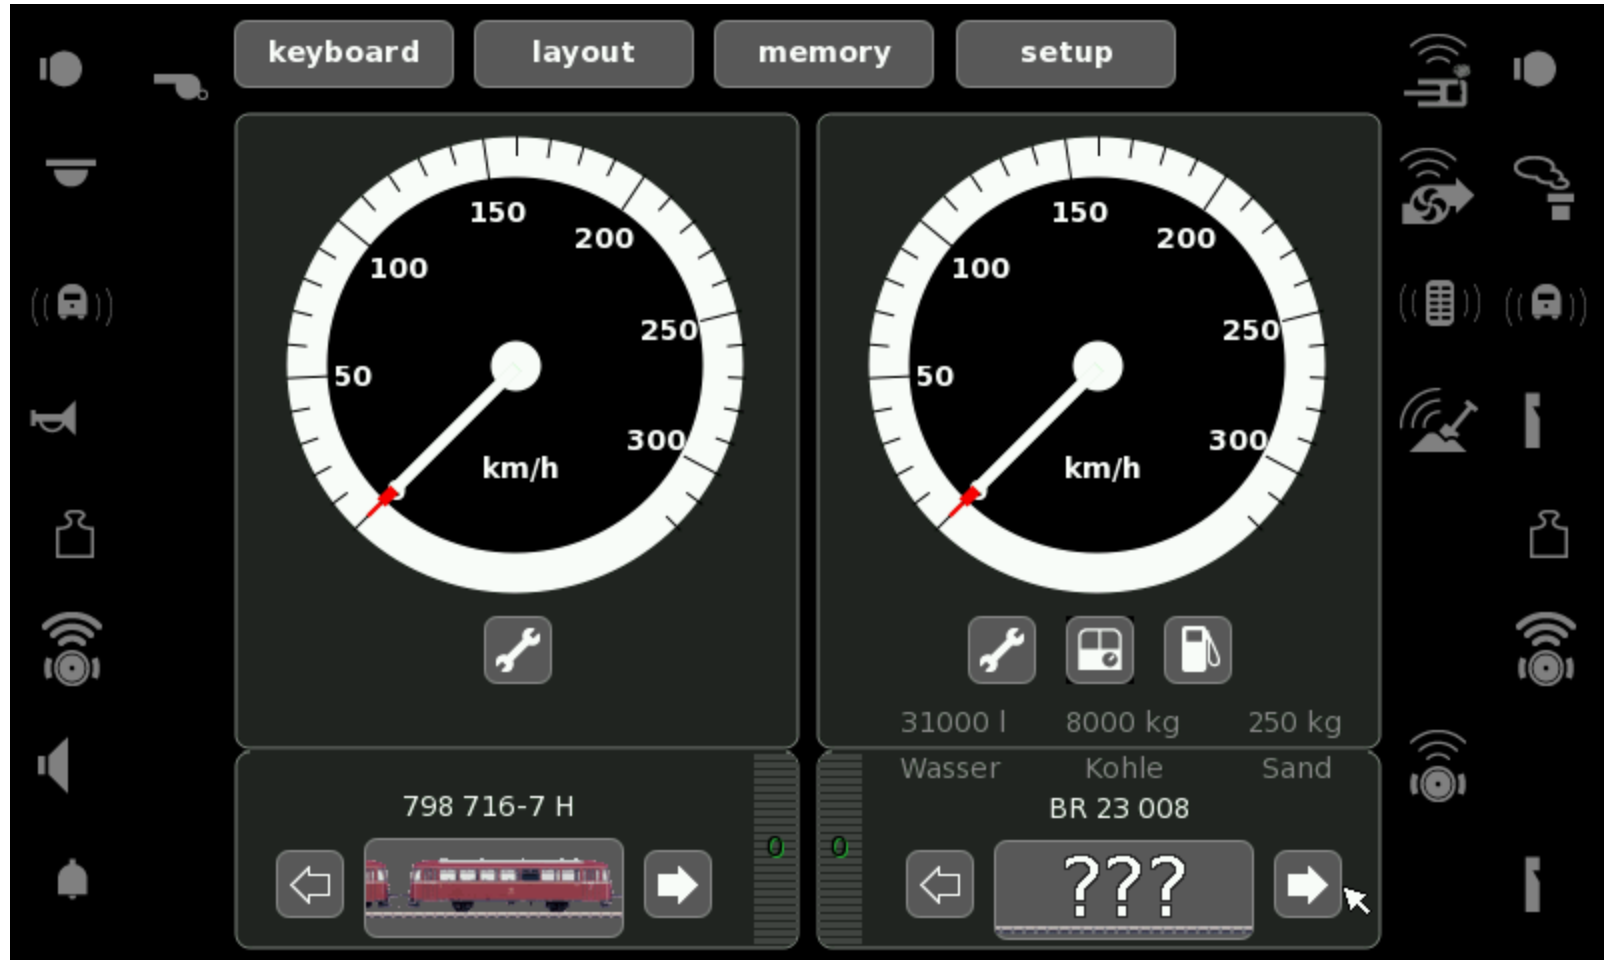 keyboard layout memory setup
150
200
100
250
50
300
km/h
150
200
100
250
50
300
km/h
31000 l 8000 kg 250 kg
Wasser Kohle Sand
798 716-7 H
0
BR 23 008
0
???